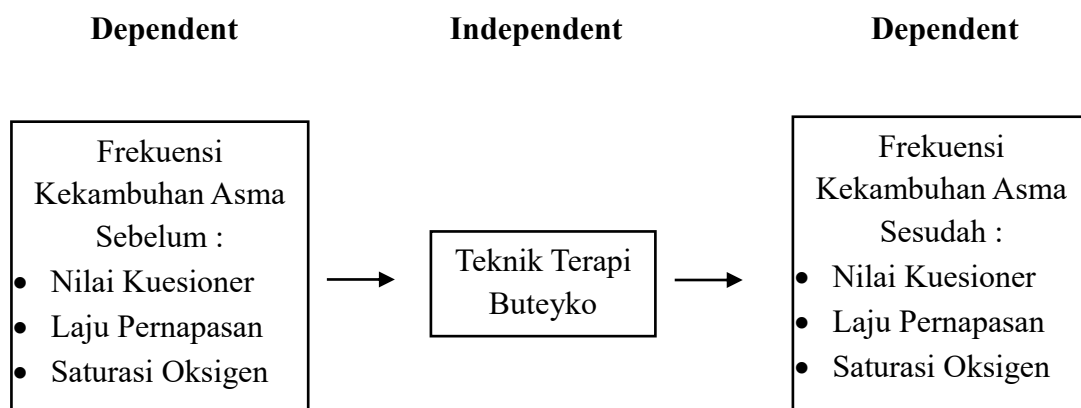 Dependent
Independent
Dependent
Frekuensi
Kekambuhan Asma
Sebelum :
• Nilai Kuesioner
• Laju Pernapasan
• Saturasi Oksigen
Teknik Terapi
Buteyko
Frekuensi
Kekambuhan Asma
Sesudah :
• Nilai Kuesioner
• Laju Pernapasan
• Saturasi Oksigen